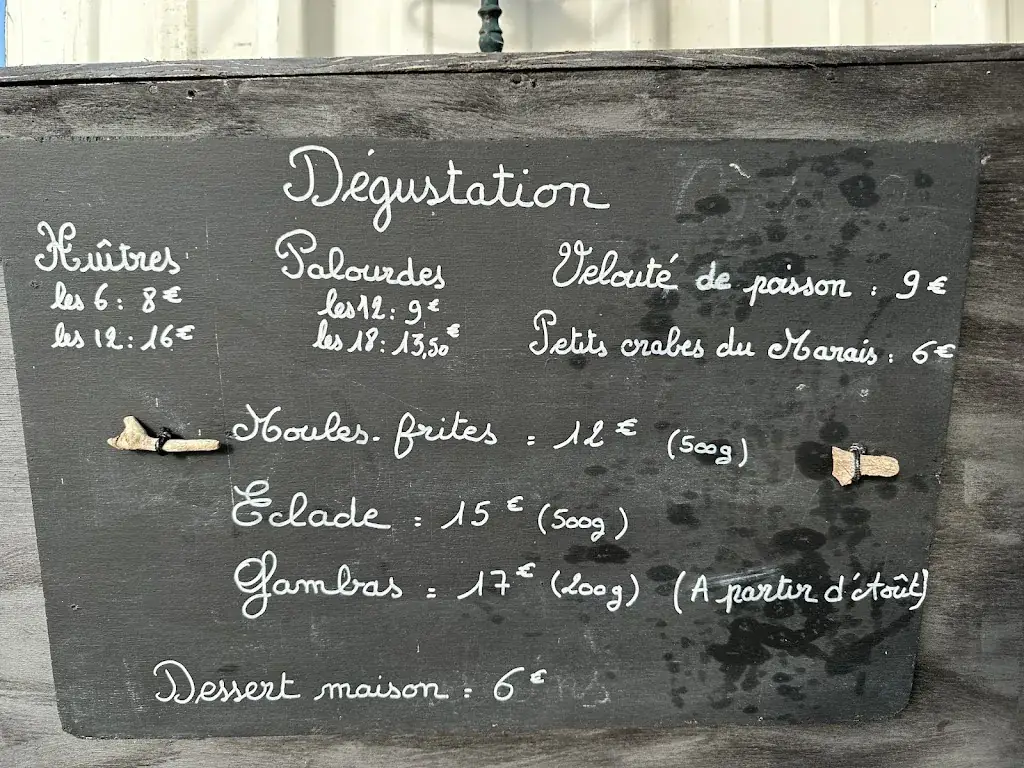 Dégustation
Huîtres
les 6 : 8€
les 12 : 16€
Palourdes
les 12 : 9€
les 18 : 13,50€
Velouté de poisson : 9€
Petits crabes du Marais : 6€
Moules-frites : 12€ (500g)
Eclade : 15€ (500g)
Gambas : 17€ (200g) (A partir d'Août)
Dessert maison : 6€